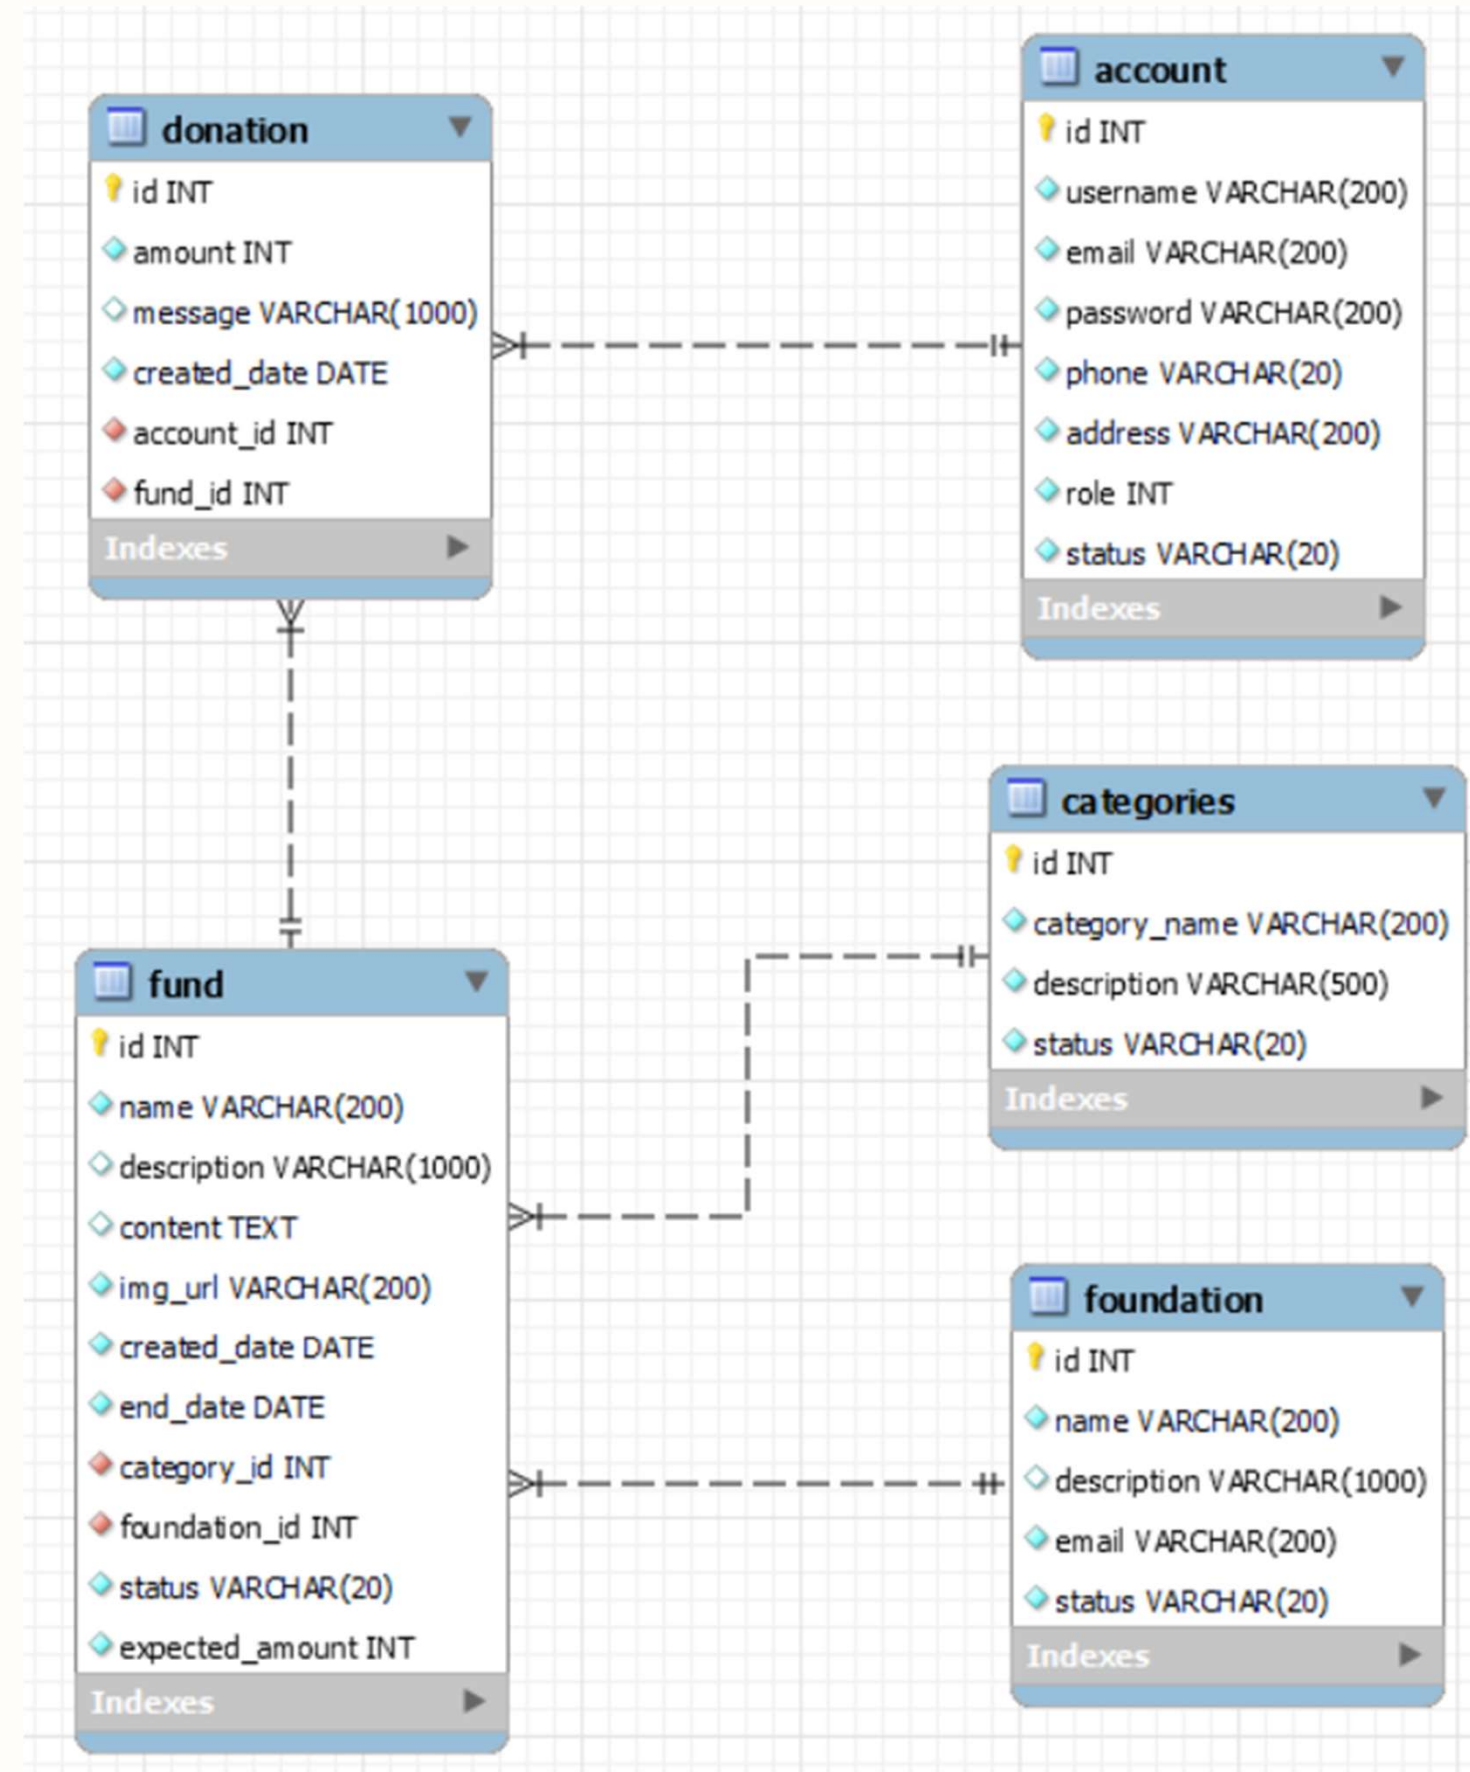 donation
id INT
amount INT
message VARCHAR(1000)
created_date DATE
account_id INT
fund_id INT
Indexes
account
id INT
username VARCHAR(200)
email VARCHAR(200)
password VARCHAR(200)
phone VARCHAR(20)
address VARCHAR(200)
role INT
status VARCHAR(20)
Indexes
categories
id INT
category_name VARCHAR(200)
description VARCHAR(500)
status VARCHAR(20)
Indexes
fund
id INT
name VARCHAR(200)
description VARCHAR(1000)
content TEXT
img_url VARCHAR(200)
created_date DATE
end_date DATE
category_id INT
foundation_id INT
status VARCHAR(20)
expected_amount INT
Indexes
foundation
id INT
name VARCHAR(200)
description VARCHAR(1000)
email VARCHAR(200)
status VARCHAR(20)
Indexes